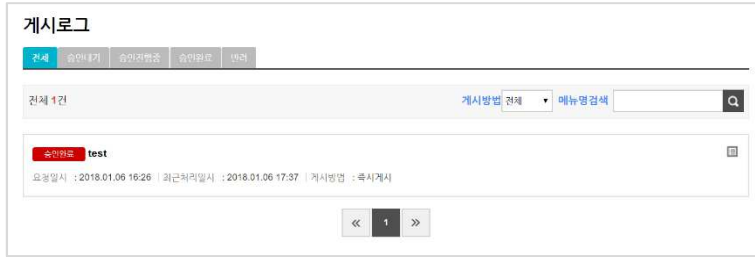 게시로그
전체 승인대기 승인진행중 승인완료 반려
전체 1건 게시방법 전체 메뉴명검색
승인완료 test
요청일시 : 2018.01.06 16:26 최근처리일시 : 2018.01.06 17:37 게시방법 : 즉시게시
« 1 »